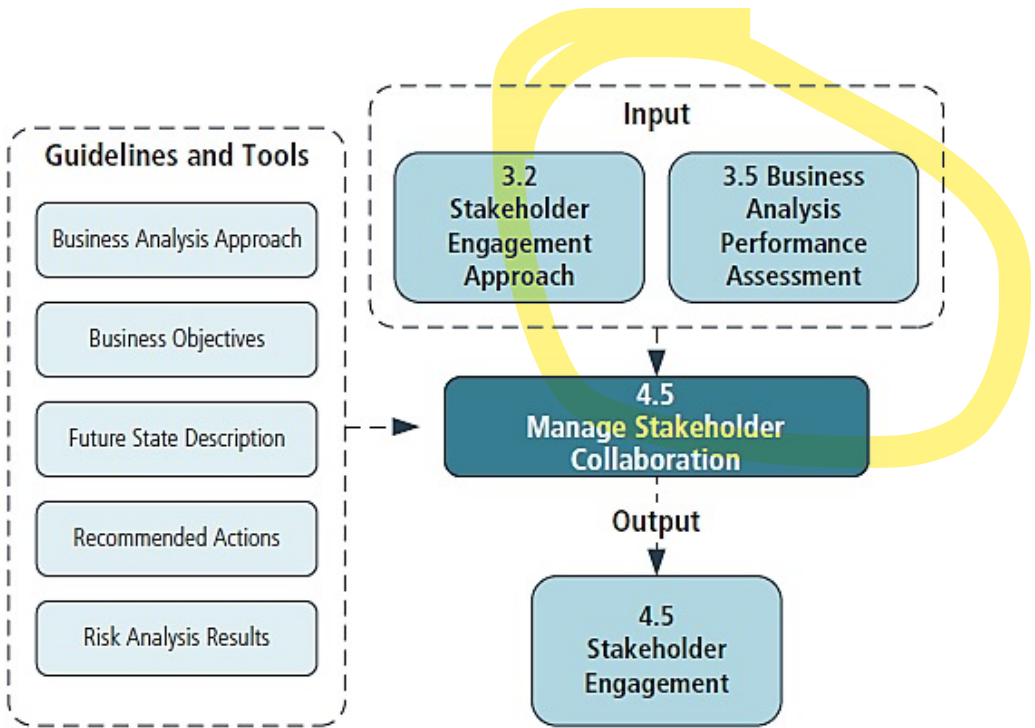 Guidelines and Tools
Business Analysis Approach
Business Objectives
Future State Description
Recommended Actions
Risk Analysis Results
Input
3.2
Stakeholder
Engagement
Approach
3.5 Business
Analysis
Performance
Assessment
4.5
Manage Stakeholder
Collaboration
Output
4.5
Stakeholder
Engagement